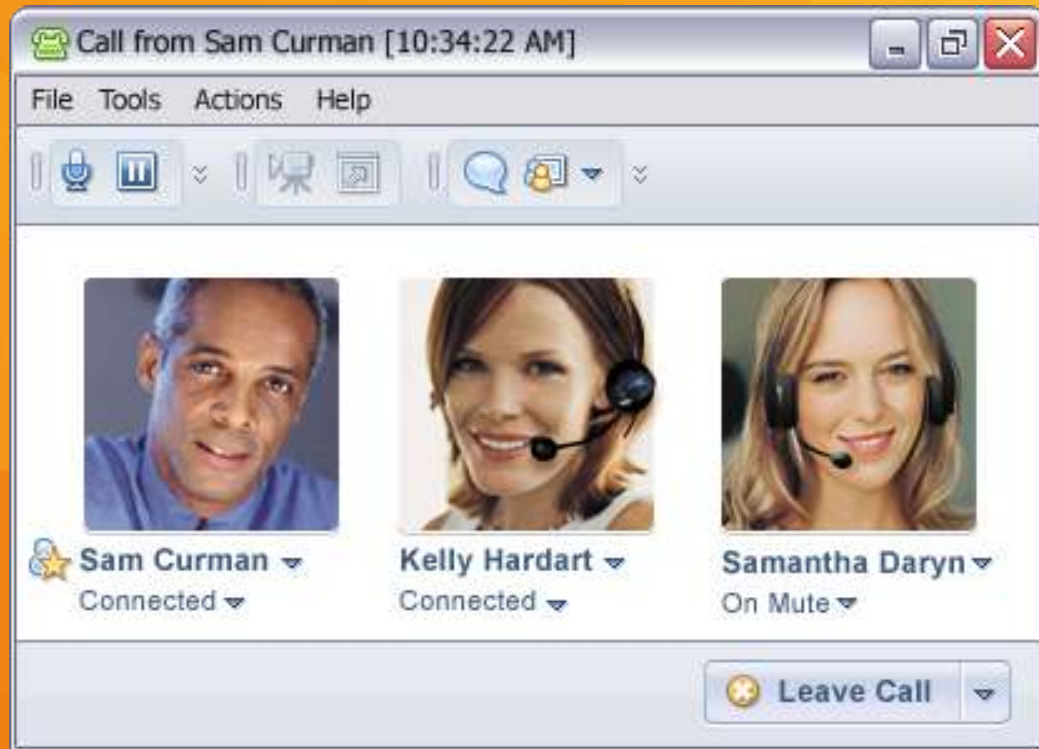 Call from Sam Curman [10:34:22 AM]
File Tools Actions Help
Sam Curman
Connected
Kelly Hardart
Connected
Samantha Daryn
On Mute
Leave Call